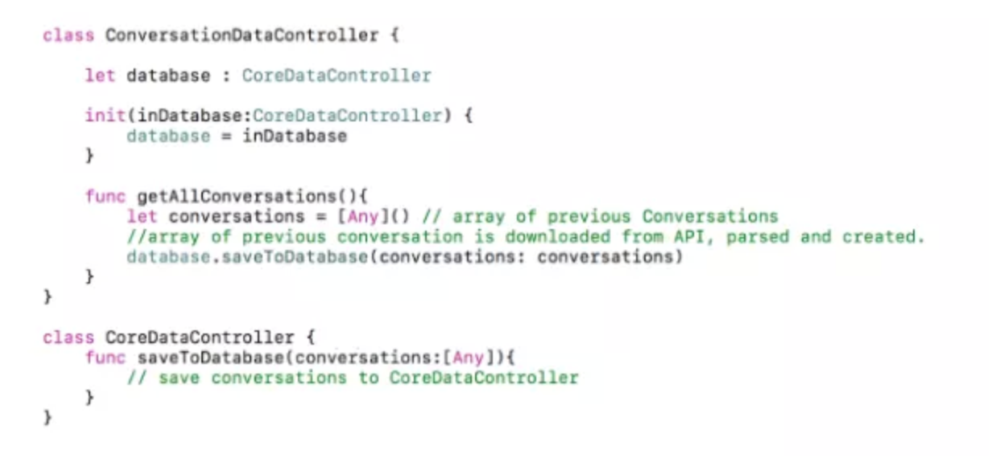 class ConversationDataController {
let database : CoreDataController
init(inDatabase:CoreDataController) {
database = inDatabase
}
func getAllConversations(){
let conversations = [Any]() // array of previous Conversations
//array of previous conversation is downloaded from API, parsed and created.
database.saveToDatabase(conversations: conversations)
}
}
class CoreDataController {
func saveToDatabase(conversations:[Any]){
// save conversations to CoreDataController
}
}